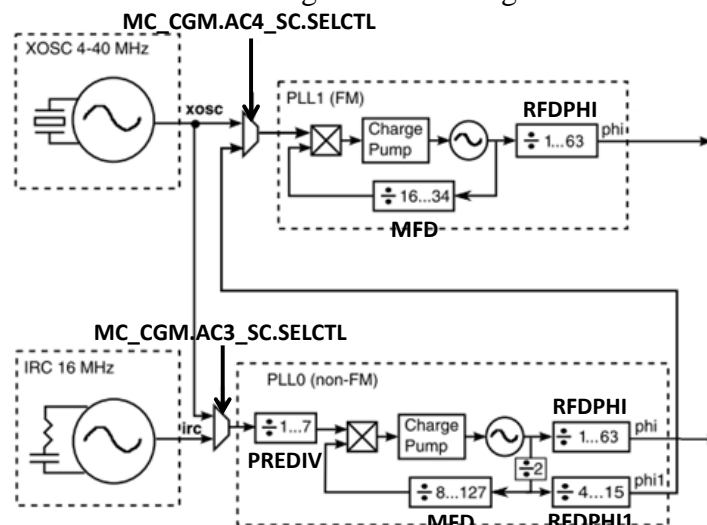 MC_CGM.AC4_SC.SELCTL
XOSC 4-40 MHz
xosc
PLL1 (FM)
Charge
Pump
RFDPHI
÷ 1...63
phi
÷ 16...34
MFD
MC_CGM.AC3_SC.SELCTL
IRC 16 MHz
irc
PLL0 (non-FM)
÷ 1...7
PREDIV
Charge
Pump
RFDPHI
÷ 1...63
phi
÷2
÷ 8...127
÷ 4...15
phi1
MFD
RFDPHI1